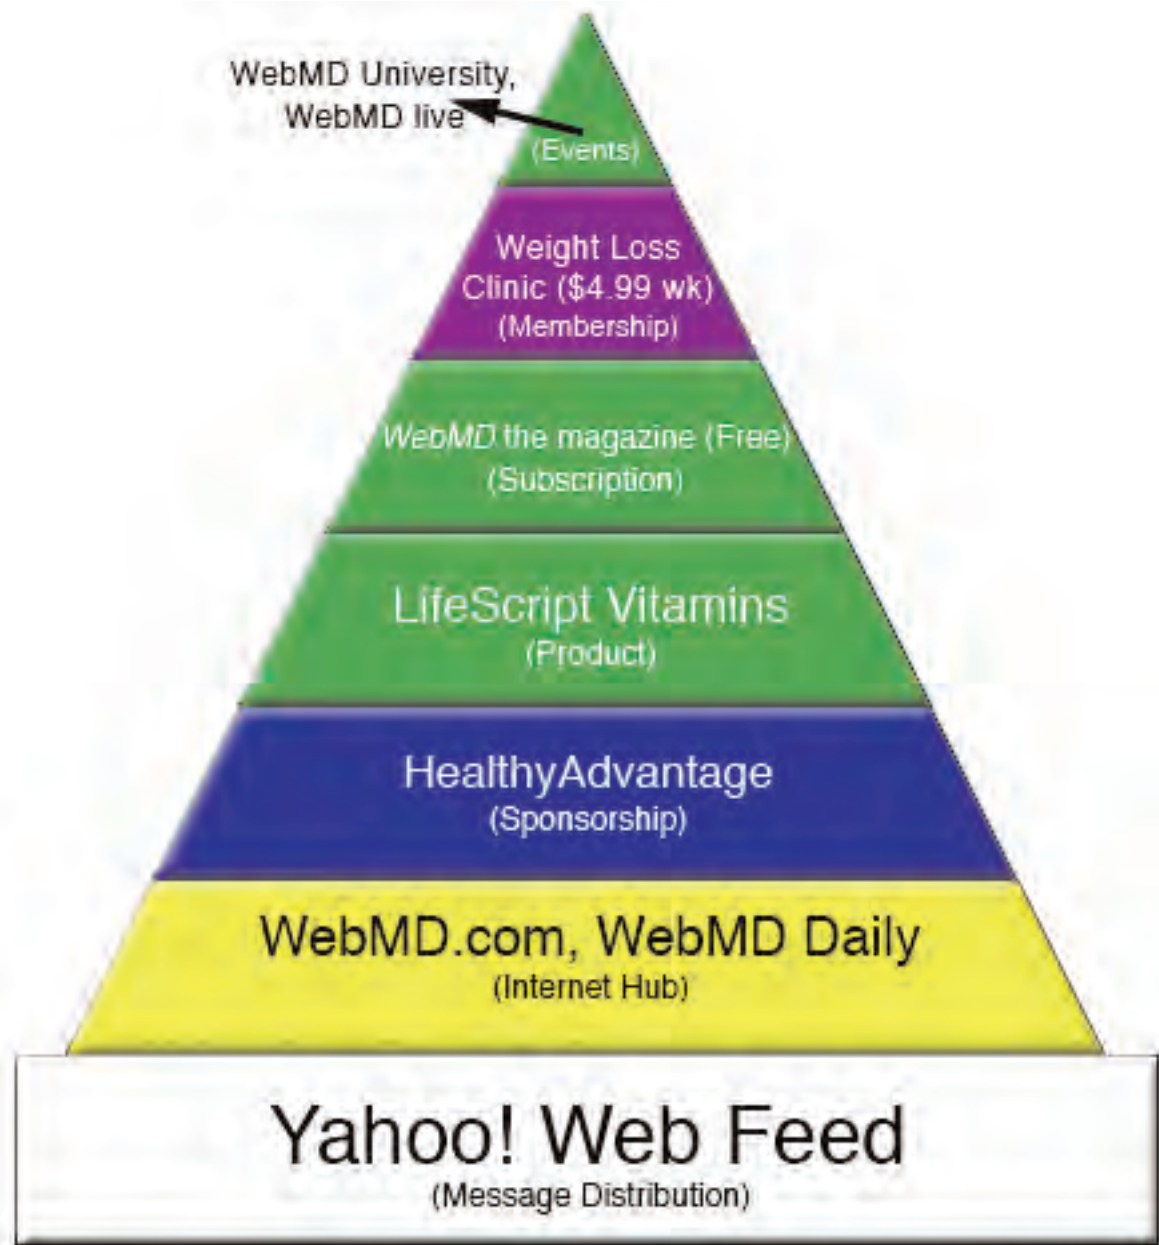 WebMD University,
WebMD live
(Events)
Weight Loss
Clinic ($4.99 wk)
(Membership)
WebMD the magazine (Free)
(Subscription)
LifeScript Vitamins
(Product)
HealthyAdvantage
(Sponsorship)
WebMD.com, WebMD Daily
(Internet Hub)
Yahoo! Web Feed
(Message Distribution)